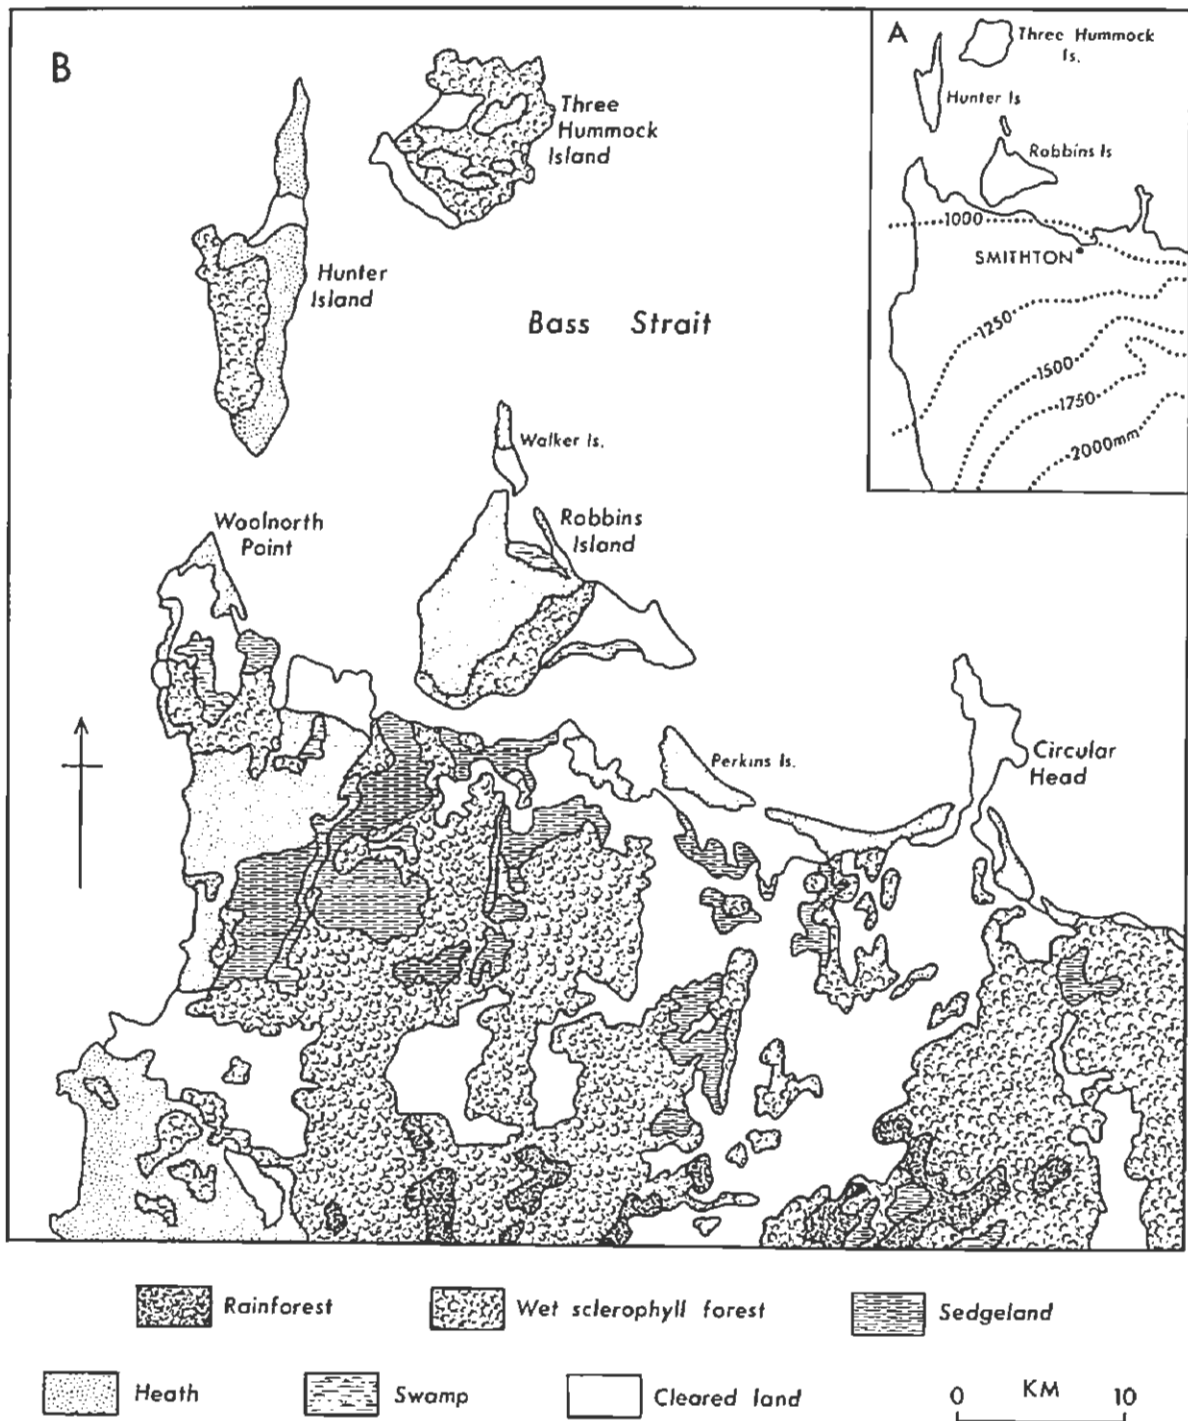 B
Three
Hummock
Island
Hunter
Island
Bass Strait
Walker Is.
Robbins
Island
Woolnorth
Point
Perkins Is.
Circular
Head
A
Three Hummock
Is.
Hunter Is
Robbins Is
1000
SMITHTON
1250
1500
1750
2000mm
Rainforest
Wet sclerophyll forest
Sedgeland
Heath
Swamp
Cleared land
0 KM 10